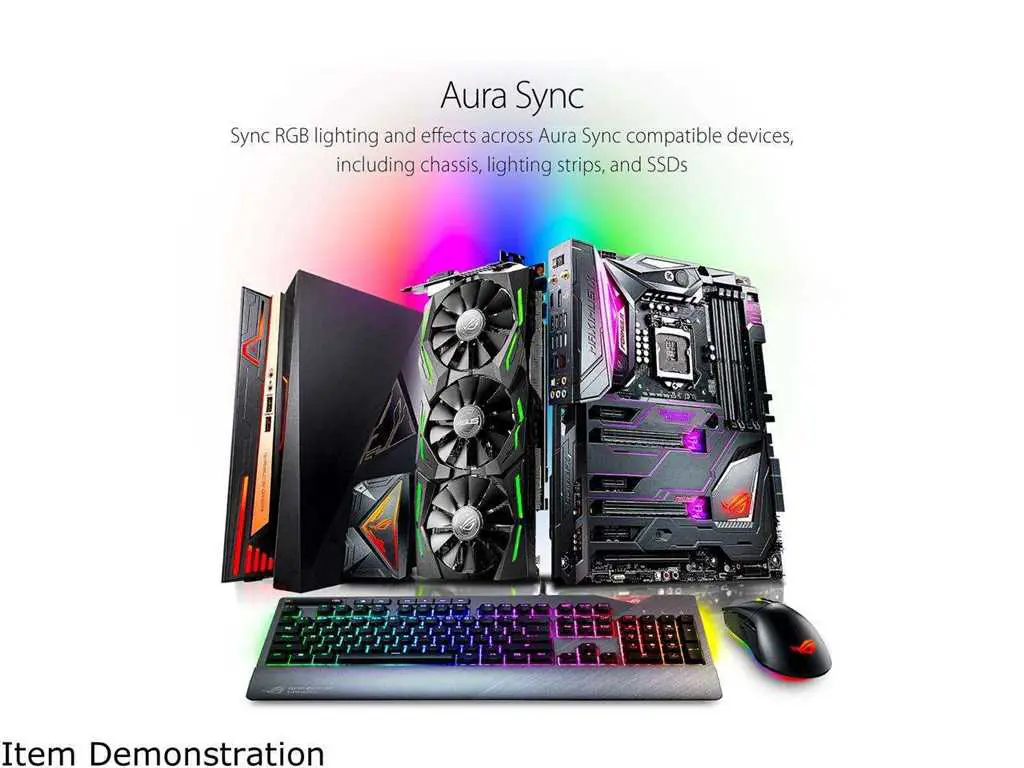 Aura Sync
Sync RGB lighting and effects across Aura Sync compatible devices,
including chassis, lighting strips, and SSDs
Item Demonstration